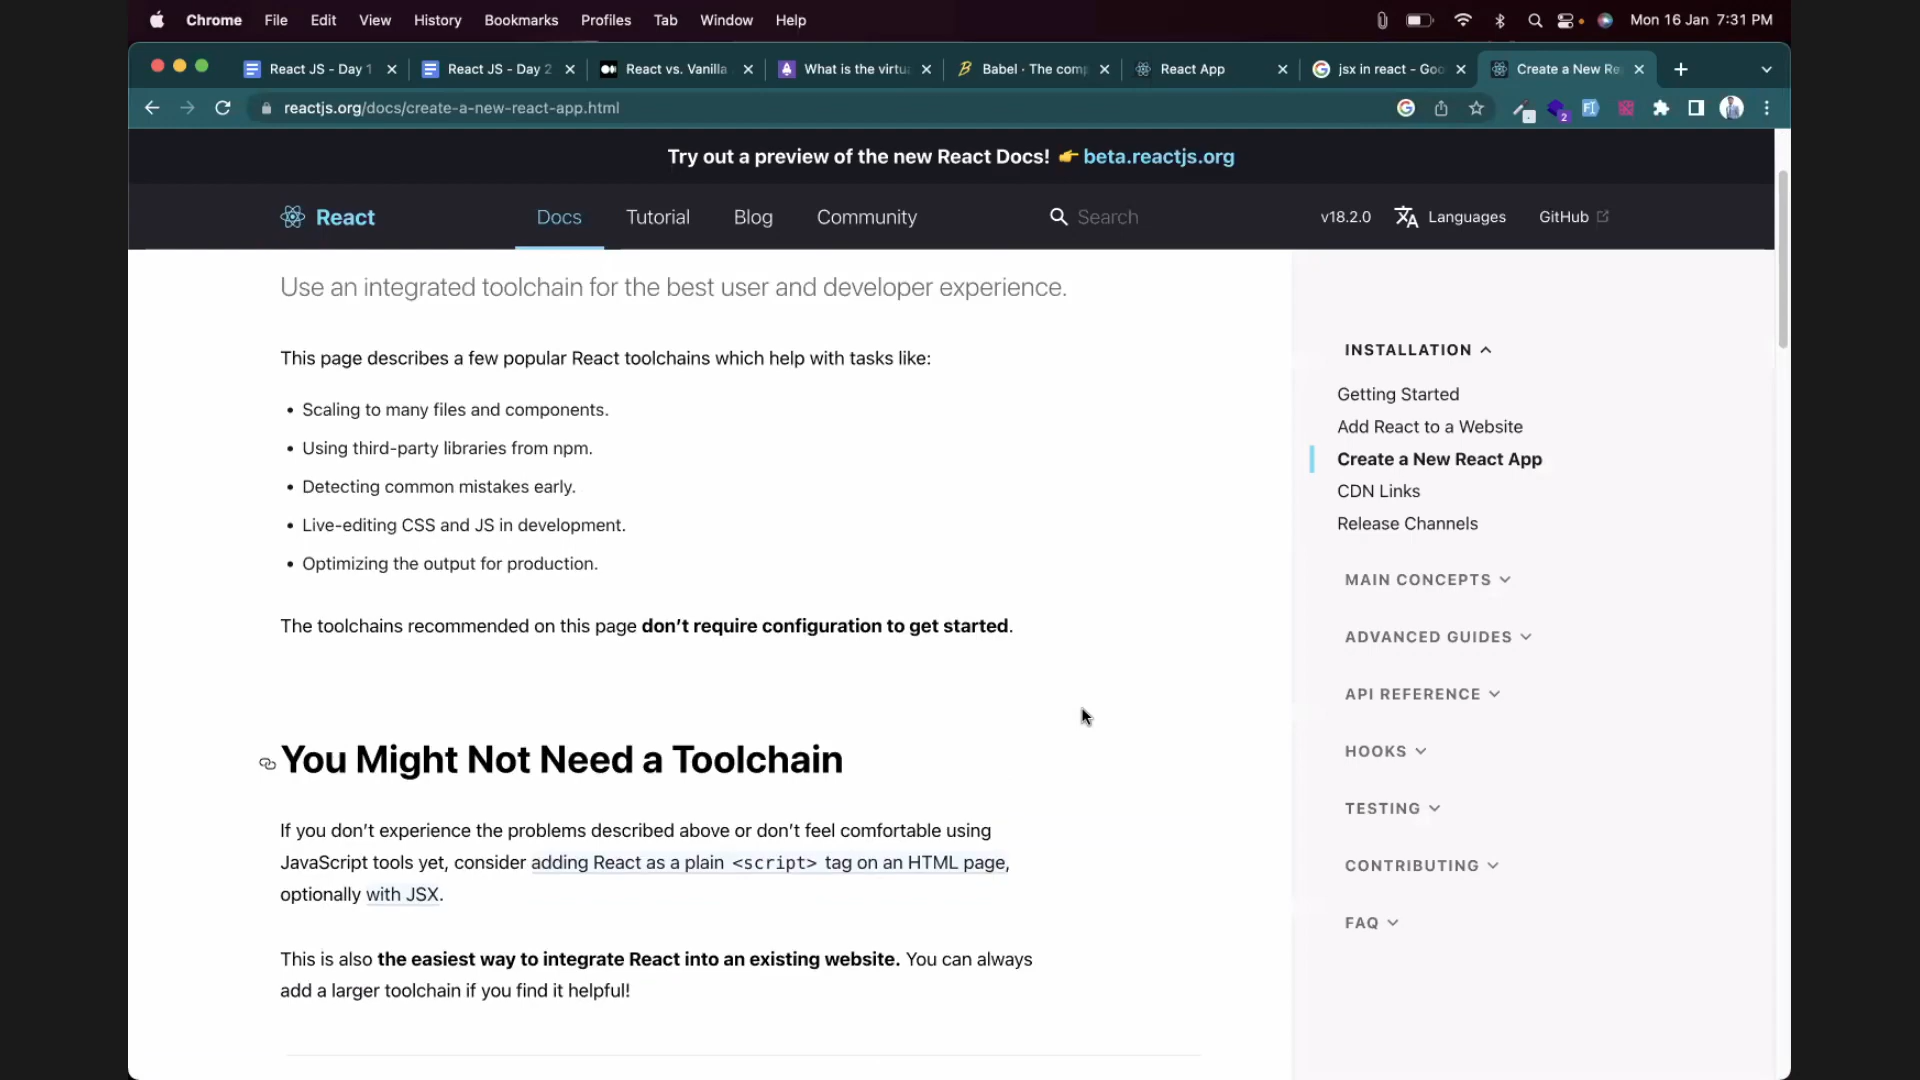 Chrome File Edit View History Bookmarks Profiles Tab Window Help Mon 16 Jan 7:31 PM
React JS - Day 1 React JS - Day 2 React vs. Vanilla What is the virtu Babel · The comp React App jsx in react - Goo Create a New Re
reactjs.org/docs/create-a-new-react-app.html
2
Try out a preview of the new React Docs! 👉 beta.reactjs.org
React Docs Tutorial Blog Community Search v18.2.0 Languages GitHub
Use an integrated toolchain for the best user and developer experience.
This page describes a few popular React toolchains which help with tasks like:
• Scaling to many files and components.
• Using third-party libraries from npm.
• Detecting common mistakes early.
• Live-editing CSS and JS in development.
• Optimizing the output for production.
The toolchains recommended on this page don’t require configuration to get started.
You Might Not Need a Toolchain
If you don’t experience the problems described above or don’t feel comfortable using
JavaScript tools yet, consider adding React as a plain <script> tag on an HTML page,
optionally with JSX.
This is also the easiest way to integrate React into an existing website. You can always
add a larger toolchain if you find it helpful!
INSTALLATION
Getting Started
Add React to a Website
Create a New React App
CDN Links
Release Channels
MAIN CONCEPTS
ADVANCED GUIDES
API REFERENCE
HOOKS
TESTING
CONTRIBUTING
FAQ